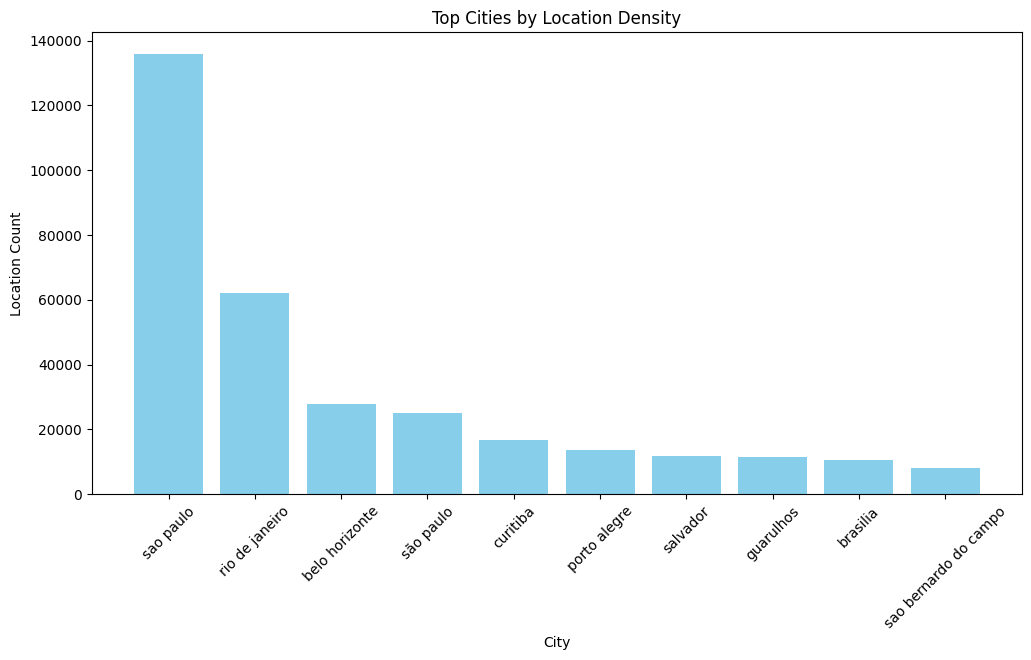 Top Cities by Location Density
Location Count
140000
120000
100000
80000
60000
40000
20000
0
sao paulo
rio de janeiro
belo horizonte
são paulo
curitiba
porto alegre
salvador
guarulhos
brasilia
sao bernardo do campo
City